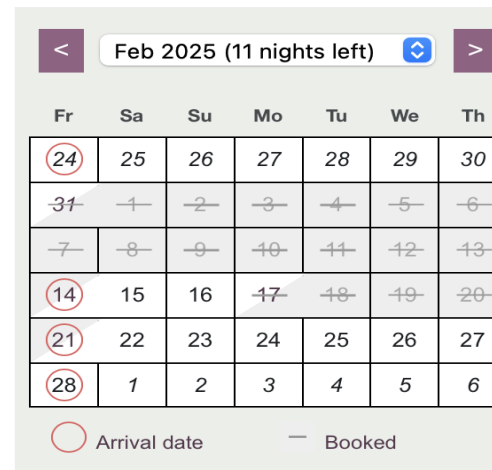 < Feb 2025 (11 nights left) >
Fr Sa Su Mo Tu We Th
24 25 26 27 28 29 30
31 1 2 3 4 5 6
7 8 9 10 11 12 13
14 15 16 17 18 19 20
21 22 23 24 25 26 27
28 1 2 3 4 5 6
Arrival date — Booked